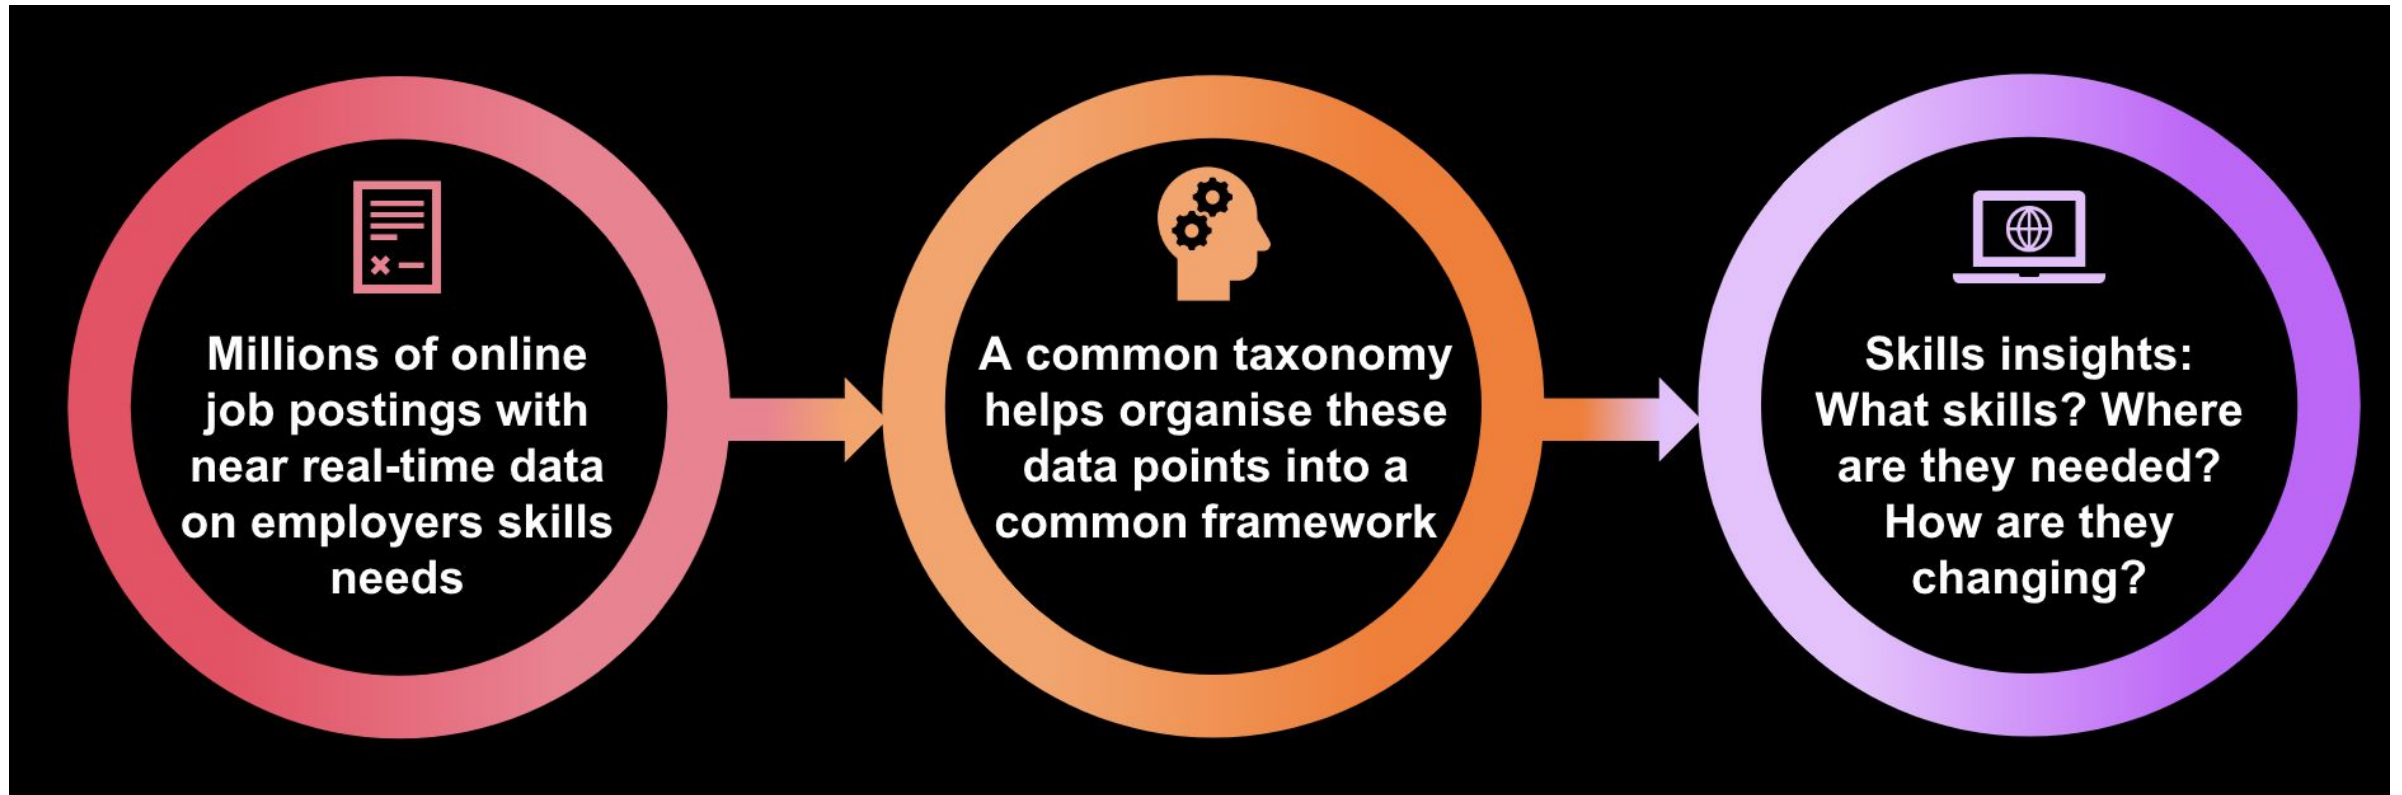 Millions of online
job postings with
near real-time data
on employers skills
needs
A common taxonomy
helps organise these
data points into a
common framework
Skills insights:
What skills? Where
are they needed?
How are they
changing?